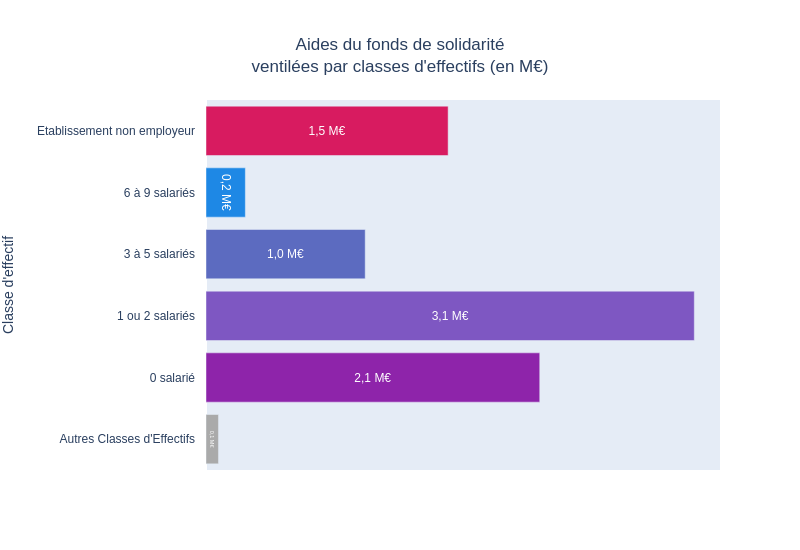 Aides du fonds de solidarité
ventilées par classes d'effectifs (en M€)
Classe d'effectif
Etablissement non employeur
1,5 M€
6 à 9 salariés
0,2 M€
3 à 5 salariés
1,0 M€
1 ou 2 salariés
3,1 M€
0 salarié
2,1 M€
Autres Classes d'Effectifs